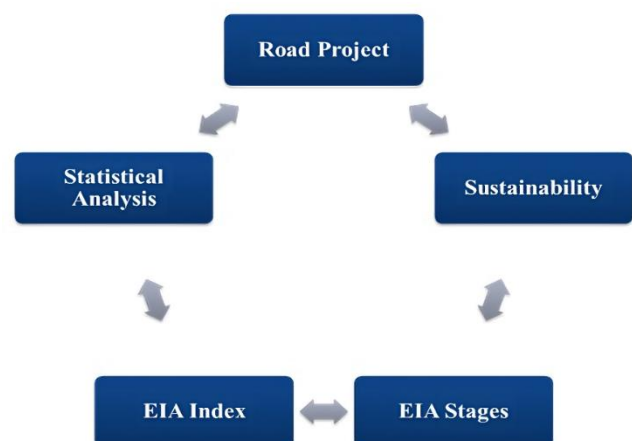 Road Project
Statistical
Analysis
Sustainability
EIA Index
EIA Stages